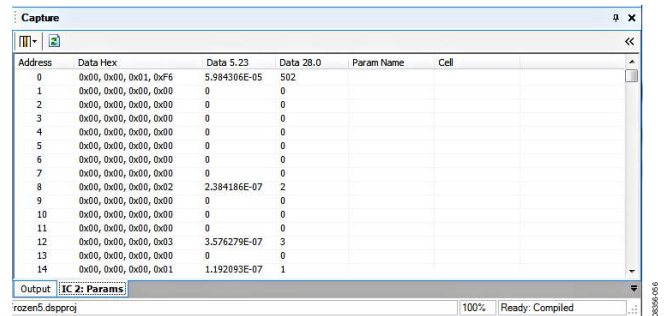 Capture
Address Data Hex Data 5.23 Data 28.0 Param Name Cell
0 0x00, 0x00, 0x01, 0xF6 5.984306E-05 502
1 0x00, 0x00, 0x00, 0x00 0 0
2 0x00, 0x00, 0x00, 0x00 0 0
3 0x00, 0x00, 0x00, 0x00 0 0
4 0x00, 0x00, 0x00, 0x00 0 0
5 0x00, 0x00, 0x00, 0x00 0 0
6 0x00, 0x00, 0x00, 0x00 0 0
7 0x00, 0x00, 0x00, 0x00 0 0
8 0x00, 0x00, 0x00, 0x02 2.384186E-07 2
9 0x00, 0x00, 0x00, 0x00 0 0
10 0x00, 0x00, 0x00, 0x00 0 0
11 0x00, 0x00, 0x00, 0x00 0 0
12 0x00, 0x00, 0x00, 0x03 3.576279E-07 3
13 0x00, 0x00, 0x00, 0x00 0 0
14 0x00, 0x00, 0x00, 0x01 1.192093E-07 1
Output IC 2: Params
rozen5.dspproj 100% Ready: Compiled
08356-056